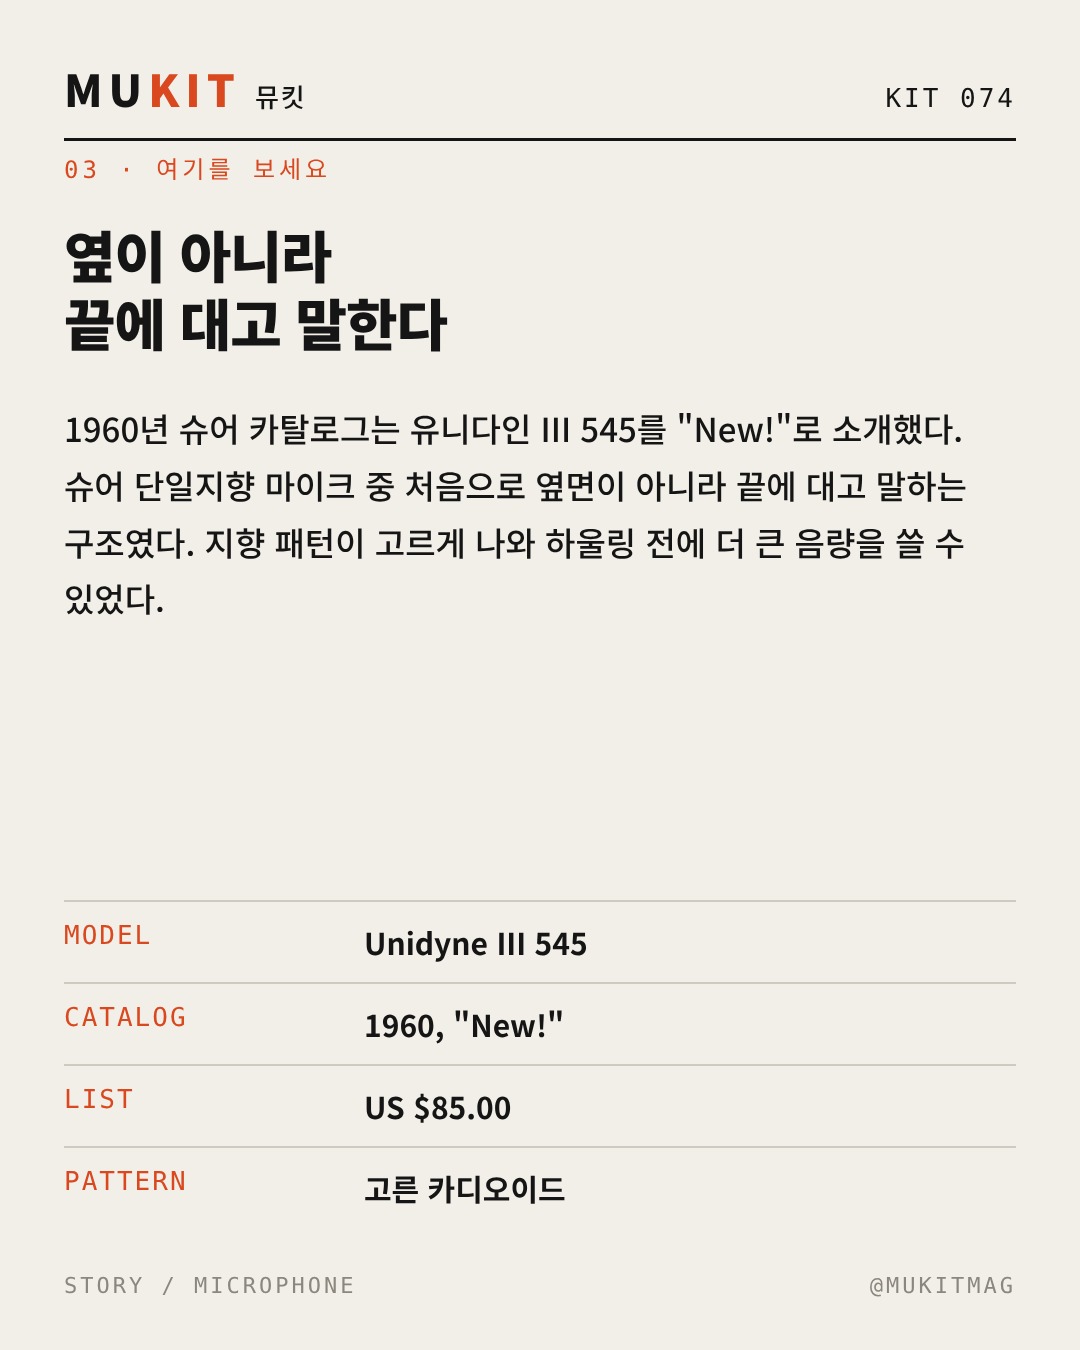 MUKIT 뮤킷
KIT 074
03 · 여기를 보세요
옆이 아니라
끝에 대고 말한다
1960년 슈어 카탈로그는 유니다인 III 545를 "New!"로 소개했다.
슈어 단일지향 마이크 중 처음으로 옆면이 아니라 끝에 대고 말하는
구조였다. 지향 패턴이 고르게 나와 하울링 전에 더 큰 음량을 쓸 수
있었다.
MODEL
Unidyne III 545
CATALOG
1960, "New!"
LIST
US $85.00
PATTERN
고른 카디오이드
STORY / MICROPHONE
@MUKITMAG